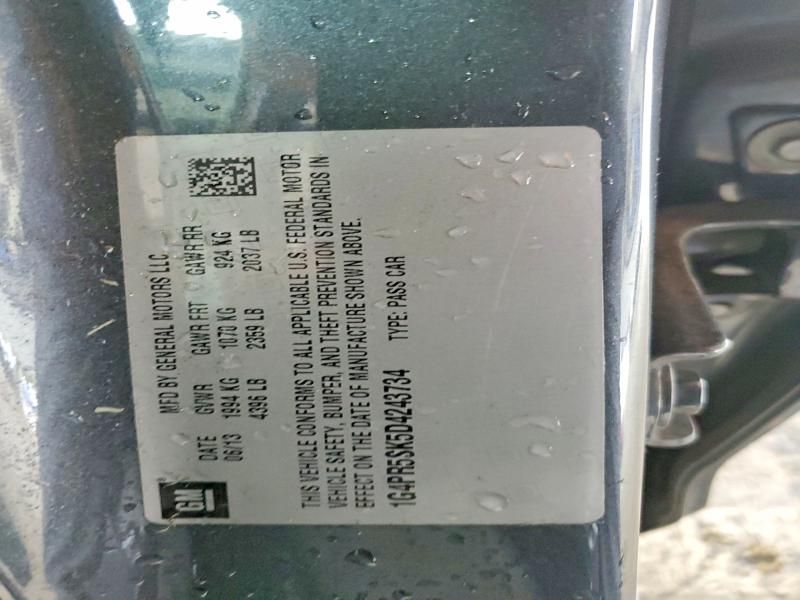 GM
MFD BY GENERAL MOTORS LLC
DATE GVWR GAWR FRT GAWR RR
06/13 1994 KG 1070 KG 924 KG
4396 LB 2359 LB 2037 LB
THIS VEHICLE CONFORMS TO ALL APPLICABLE U.S. FEDERAL MOTOR
VEHICLE SAFETY, BUMPER, AND THEFT PREVENTION STANDARDS IN
EFFECT ON THE DATE OF MANUFACTURE SHOWN ABOVE.
1G4PR5SK5D4243734 TYPE: PASS CAR